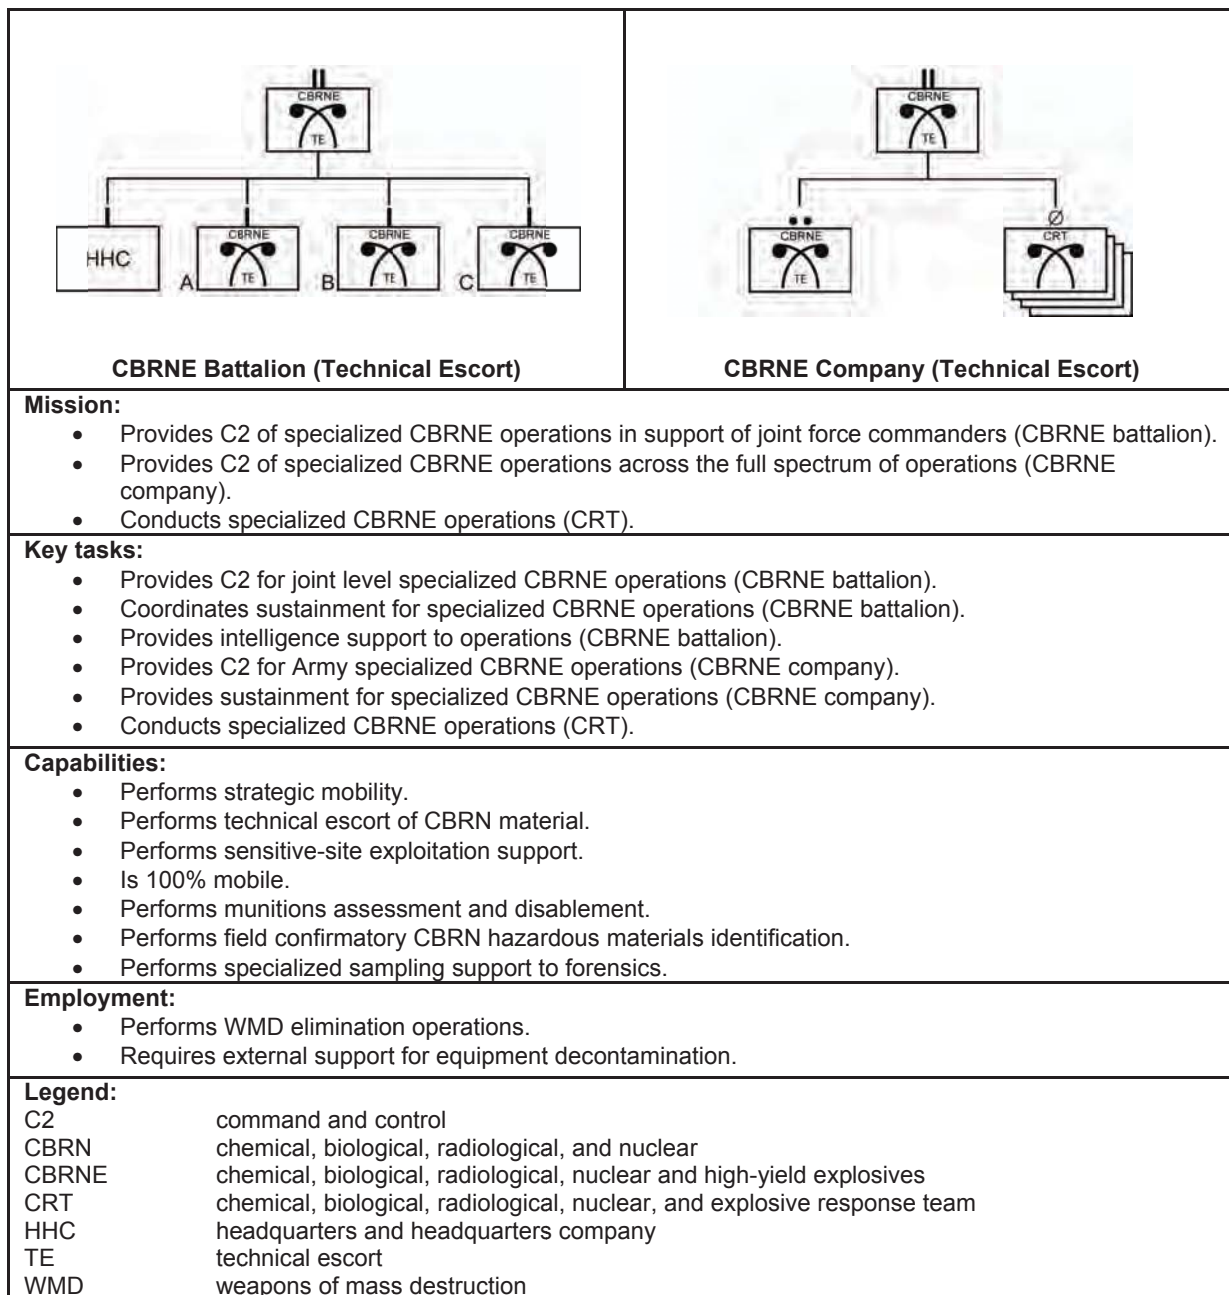 CBRNE
TE
CBRNE
TE
HHC
A
CBRNE
TE
B
CBRNE
TE
C
CBRNE
TE
CBRNE
TE
CRT
CBRNE Battalion (Technical Escort)
CBRNE Company (Technical Escort)
Mission:
• Provides C2 of specialized CBRNE operations in support of joint force commanders (CBRNE battalion).
• Provides C2 of specialized CBRNE operations across the full spectrum of operations (CBRNE
company).
• Conducts specialized CBRNE operations (CRT).
Key tasks:
• Provides C2 for joint level specialized CBRNE operations (CBRNE battalion).
• Coordinates sustainment for specialized CBRNE operations (CBRNE battalion).
• Provides intelligence support to operations (CBRNE battalion).
• Provides C2 for Army specialized CBRNE operations (CBRNE company).
• Provides sustainment for specialized CBRNE operations (CBRNE company).
• Conducts specialized CBRNE operations (CRT).
Capabilities:
• Performs strategic mobility.
• Performs technical escort of CBRN material.
• Performs sensitive-site exploitation support.
• Is 100% mobile.
• Performs munitions assessment and disablement.
• Performs field confirmatory CBRN hazardous materials identification.
• Performs specialized sampling support to forensics.
Employment:
• Performs WMD elimination operations.
• Requires external support for equipment decontamination.
Legend:
C2 command and control
CBRN chemical, biological, radiological, and nuclear
CBRNE chemical, biological, radiological, nuclear and high-yield explosives
CRT chemical, biological, radiological, nuclear, and explosive response team
HHC headquarters and headquarters company
TE technical escort
WMD weapons of mass destruction